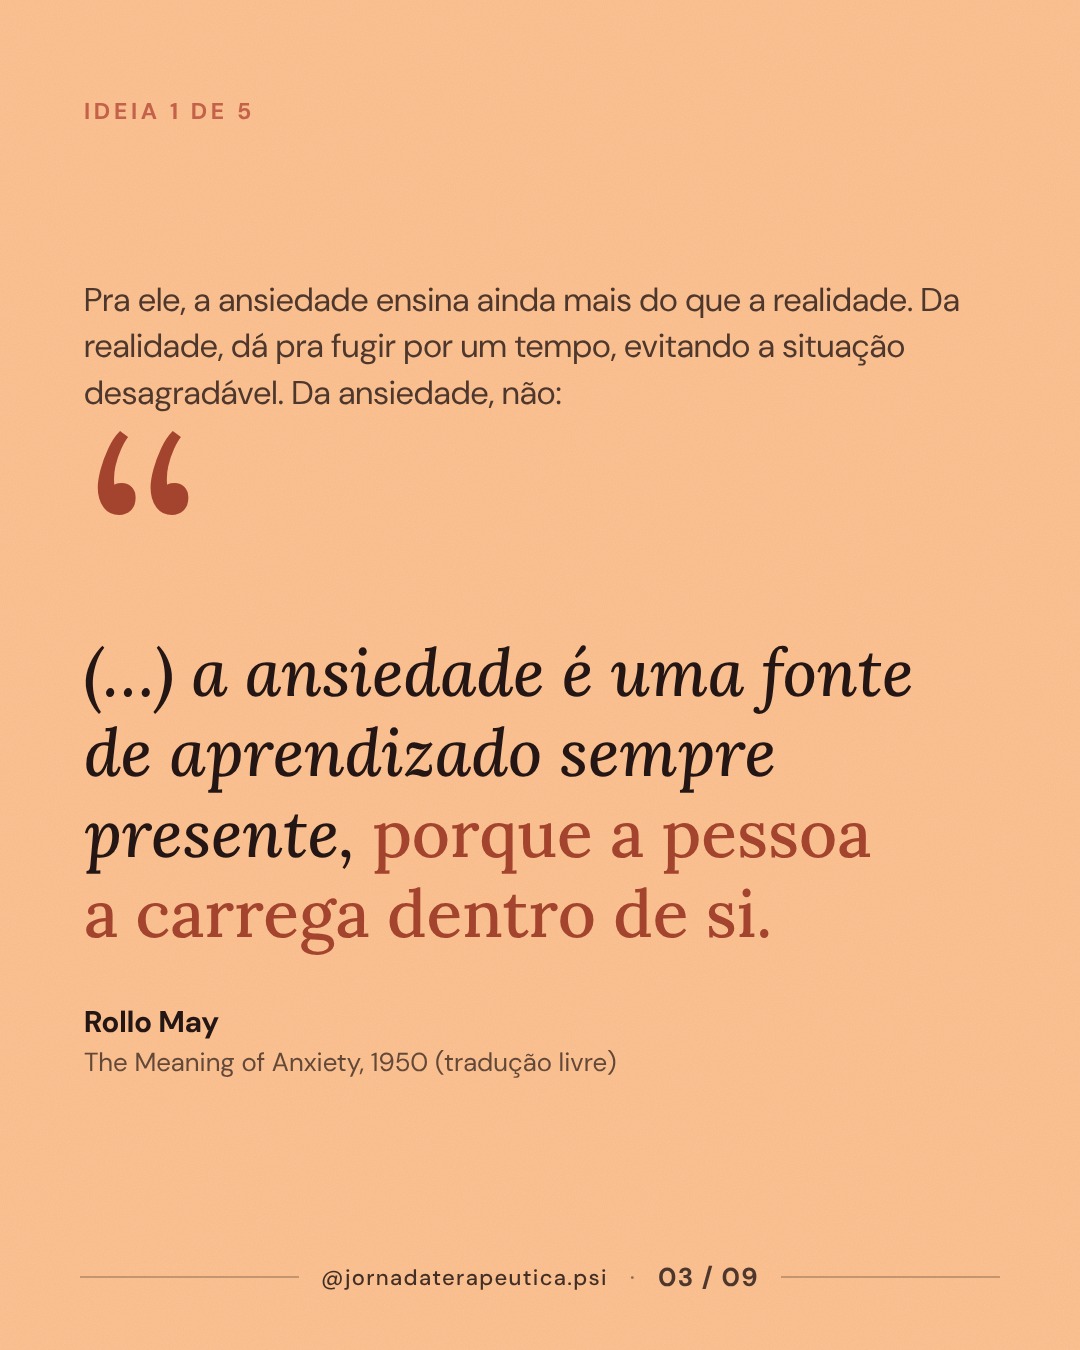 IDEIA 1 DE 5
Pra ele, a ansiedade ensina ainda mais do que a realidade. Da
realidade, dá pra fugir por um tempo, evitando a situação
desagradável. Da ansiedade, não:
“
(...) a ansiedade é uma fonte
de aprendizado sempre
presente, porque a pessoa
a carrega dentro de si.
Rollo May
The Meaning of Anxiety, 1950 (tradução livre)
@jornadaterapeutica.psi · 03 / 09